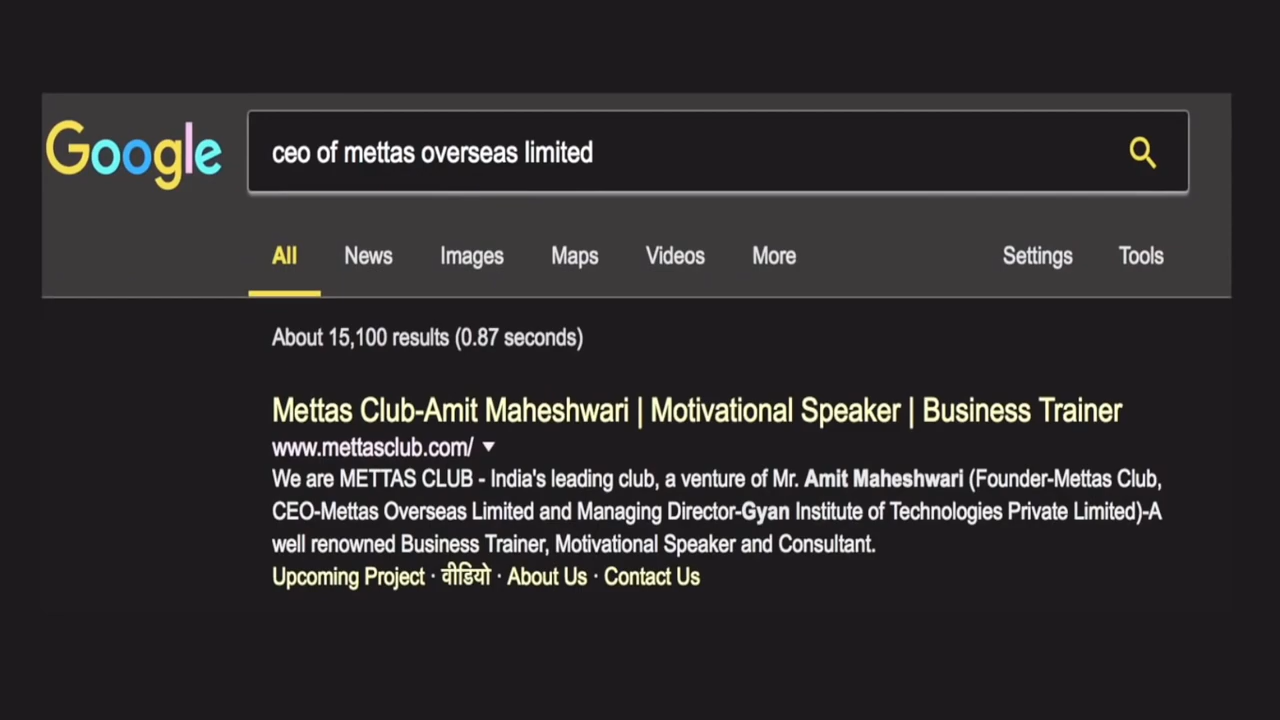 Google
ceo of mettas overseas limited
All News Images Maps Videos More Settings Tools
About 15,100 results (0.87 seconds)
Mettas Club-Amit Maheshwari | Motivational Speaker | Business Trainer
www.mettasclub.com/
We are METTAS CLUB - India's leading club, a venture of Mr. Amit Maheshwari (Founder-Mettas Club,
CEO-Mettas Overseas Limited and Managing Director-Gyan Institute of Technologies Private Limited)-A
well renowned Business Trainer, Motivational Speaker and Consultant.
Upcoming Project · वीडियो · About Us · Contact Us